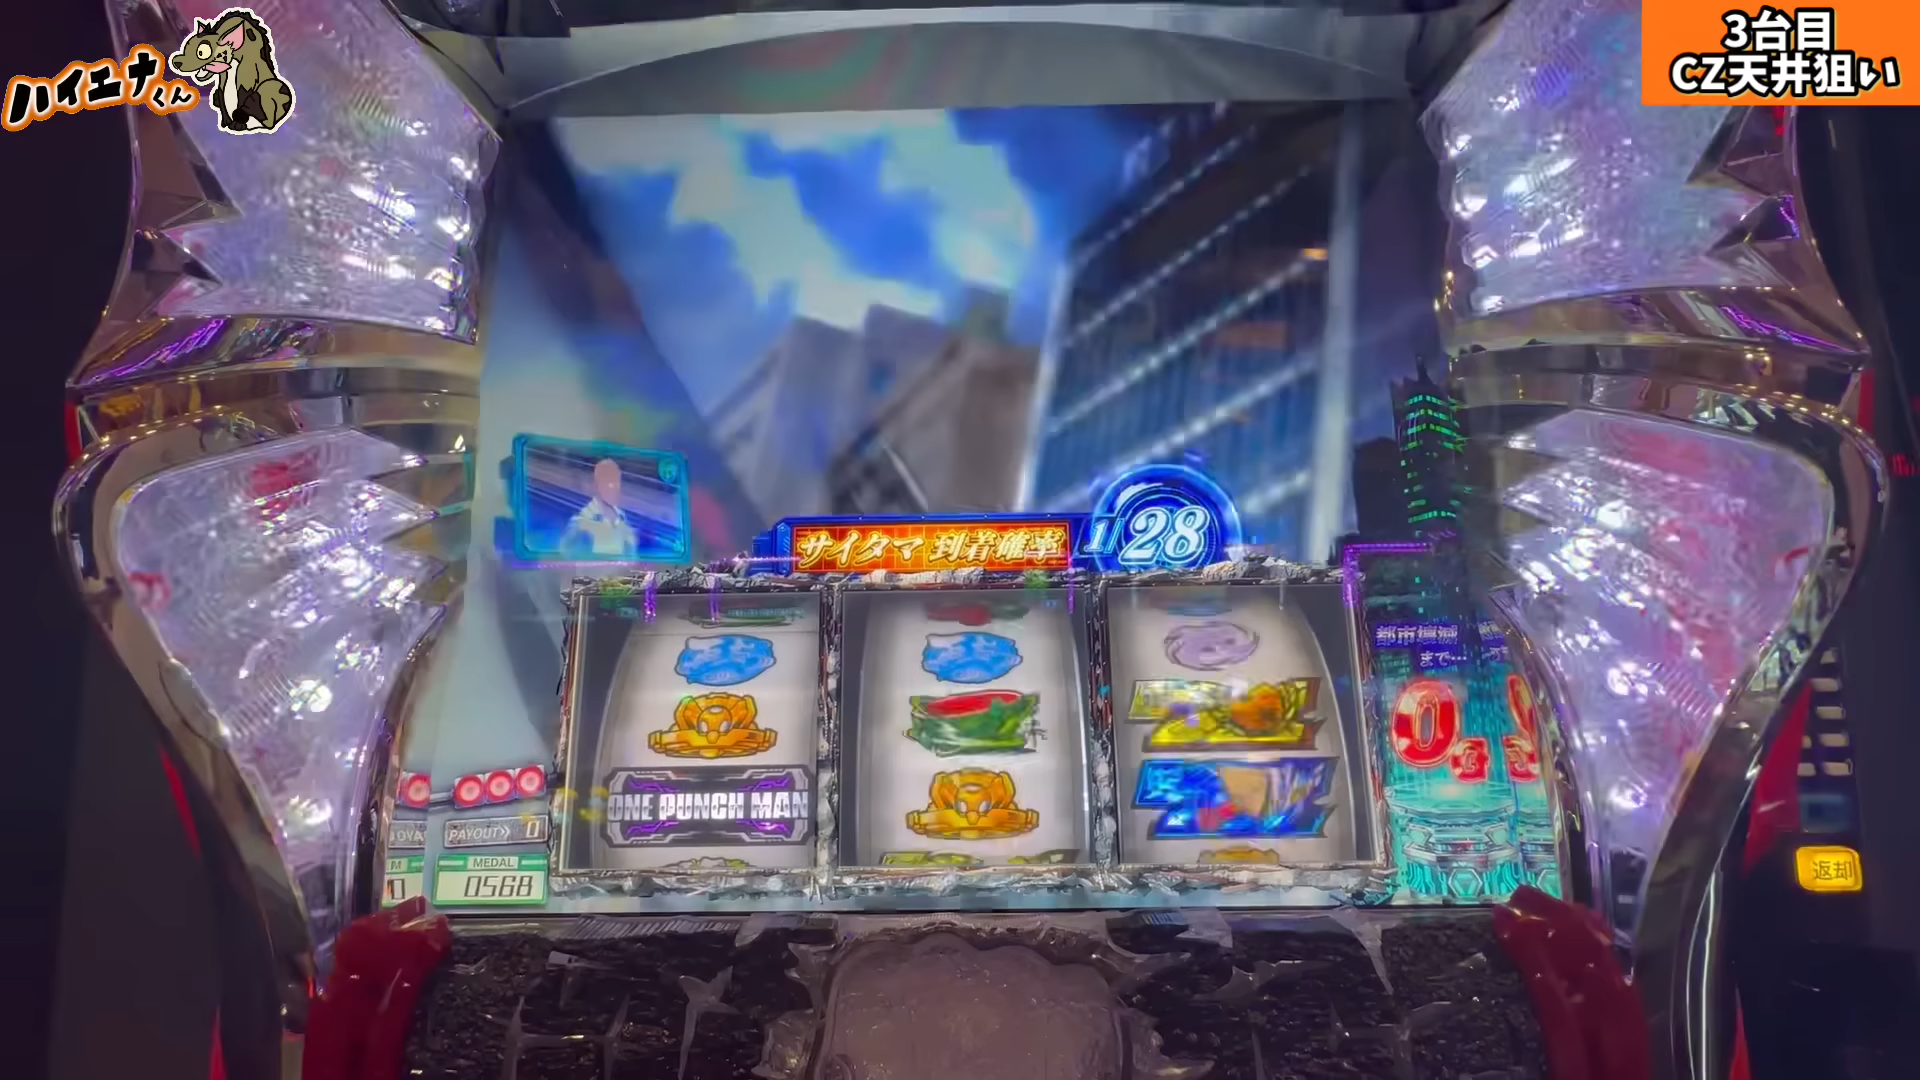 ハイエナくん
3台目
CZ天井狙い
サイタマ 到着確率 1/28
都市壊滅
まで…
ONE PUNCH MAN
PAYOUT》 0
MEDAL
0568
返却